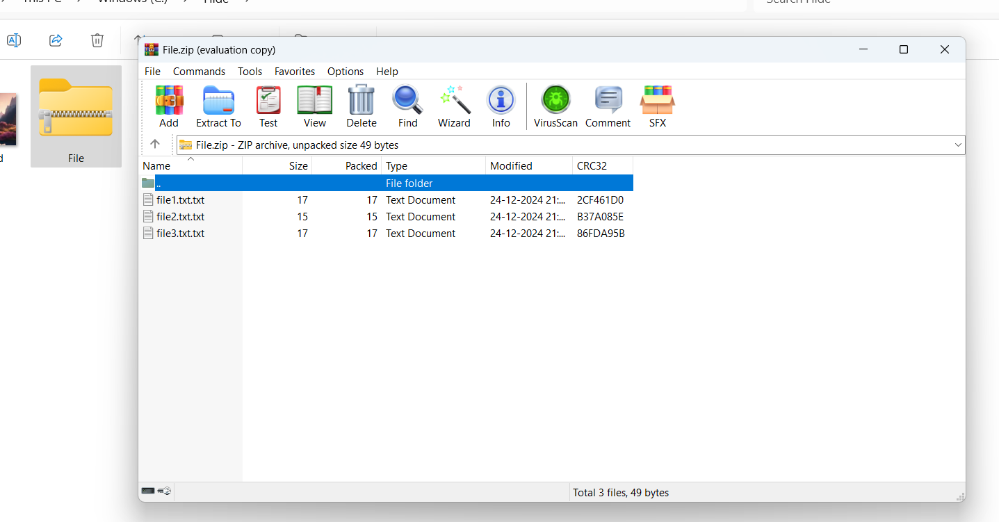 This PC Windows (C:) Hide
Search Hide
File.zip (evaluation copy)
File Commands Tools Favorites Options Help
Add Extract To Test View Delete Find Wizard Info VirusScan Comment SFX
File.zip - ZIP archive, unpacked size 49 bytes
Name Size Packed Type Modified CRC32
.. File folder
file1.txt.txt 17 17 Text Document 24-12-2024 21:... 2CF461D0
file2.txt.txt 15 15 Text Document 24-12-2024 21:... B37A085E
file3.txt.txt 17 17 Text Document 24-12-2024 21:... 86FDA95B
Total 3 files, 49 bytes
d
File